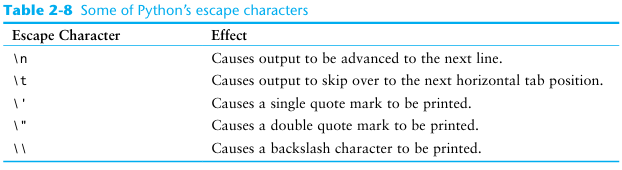 Table 2-8 Some of Python's escape characters
Escape Character Effect
\n Causes output to be advanced to the next line.
\t Causes output to skip over to the next horizontal tab position.
\' Causes a single quote mark to be printed.
\" Causes a double quote mark to be printed.
\\ Causes a backslash character to be printed.